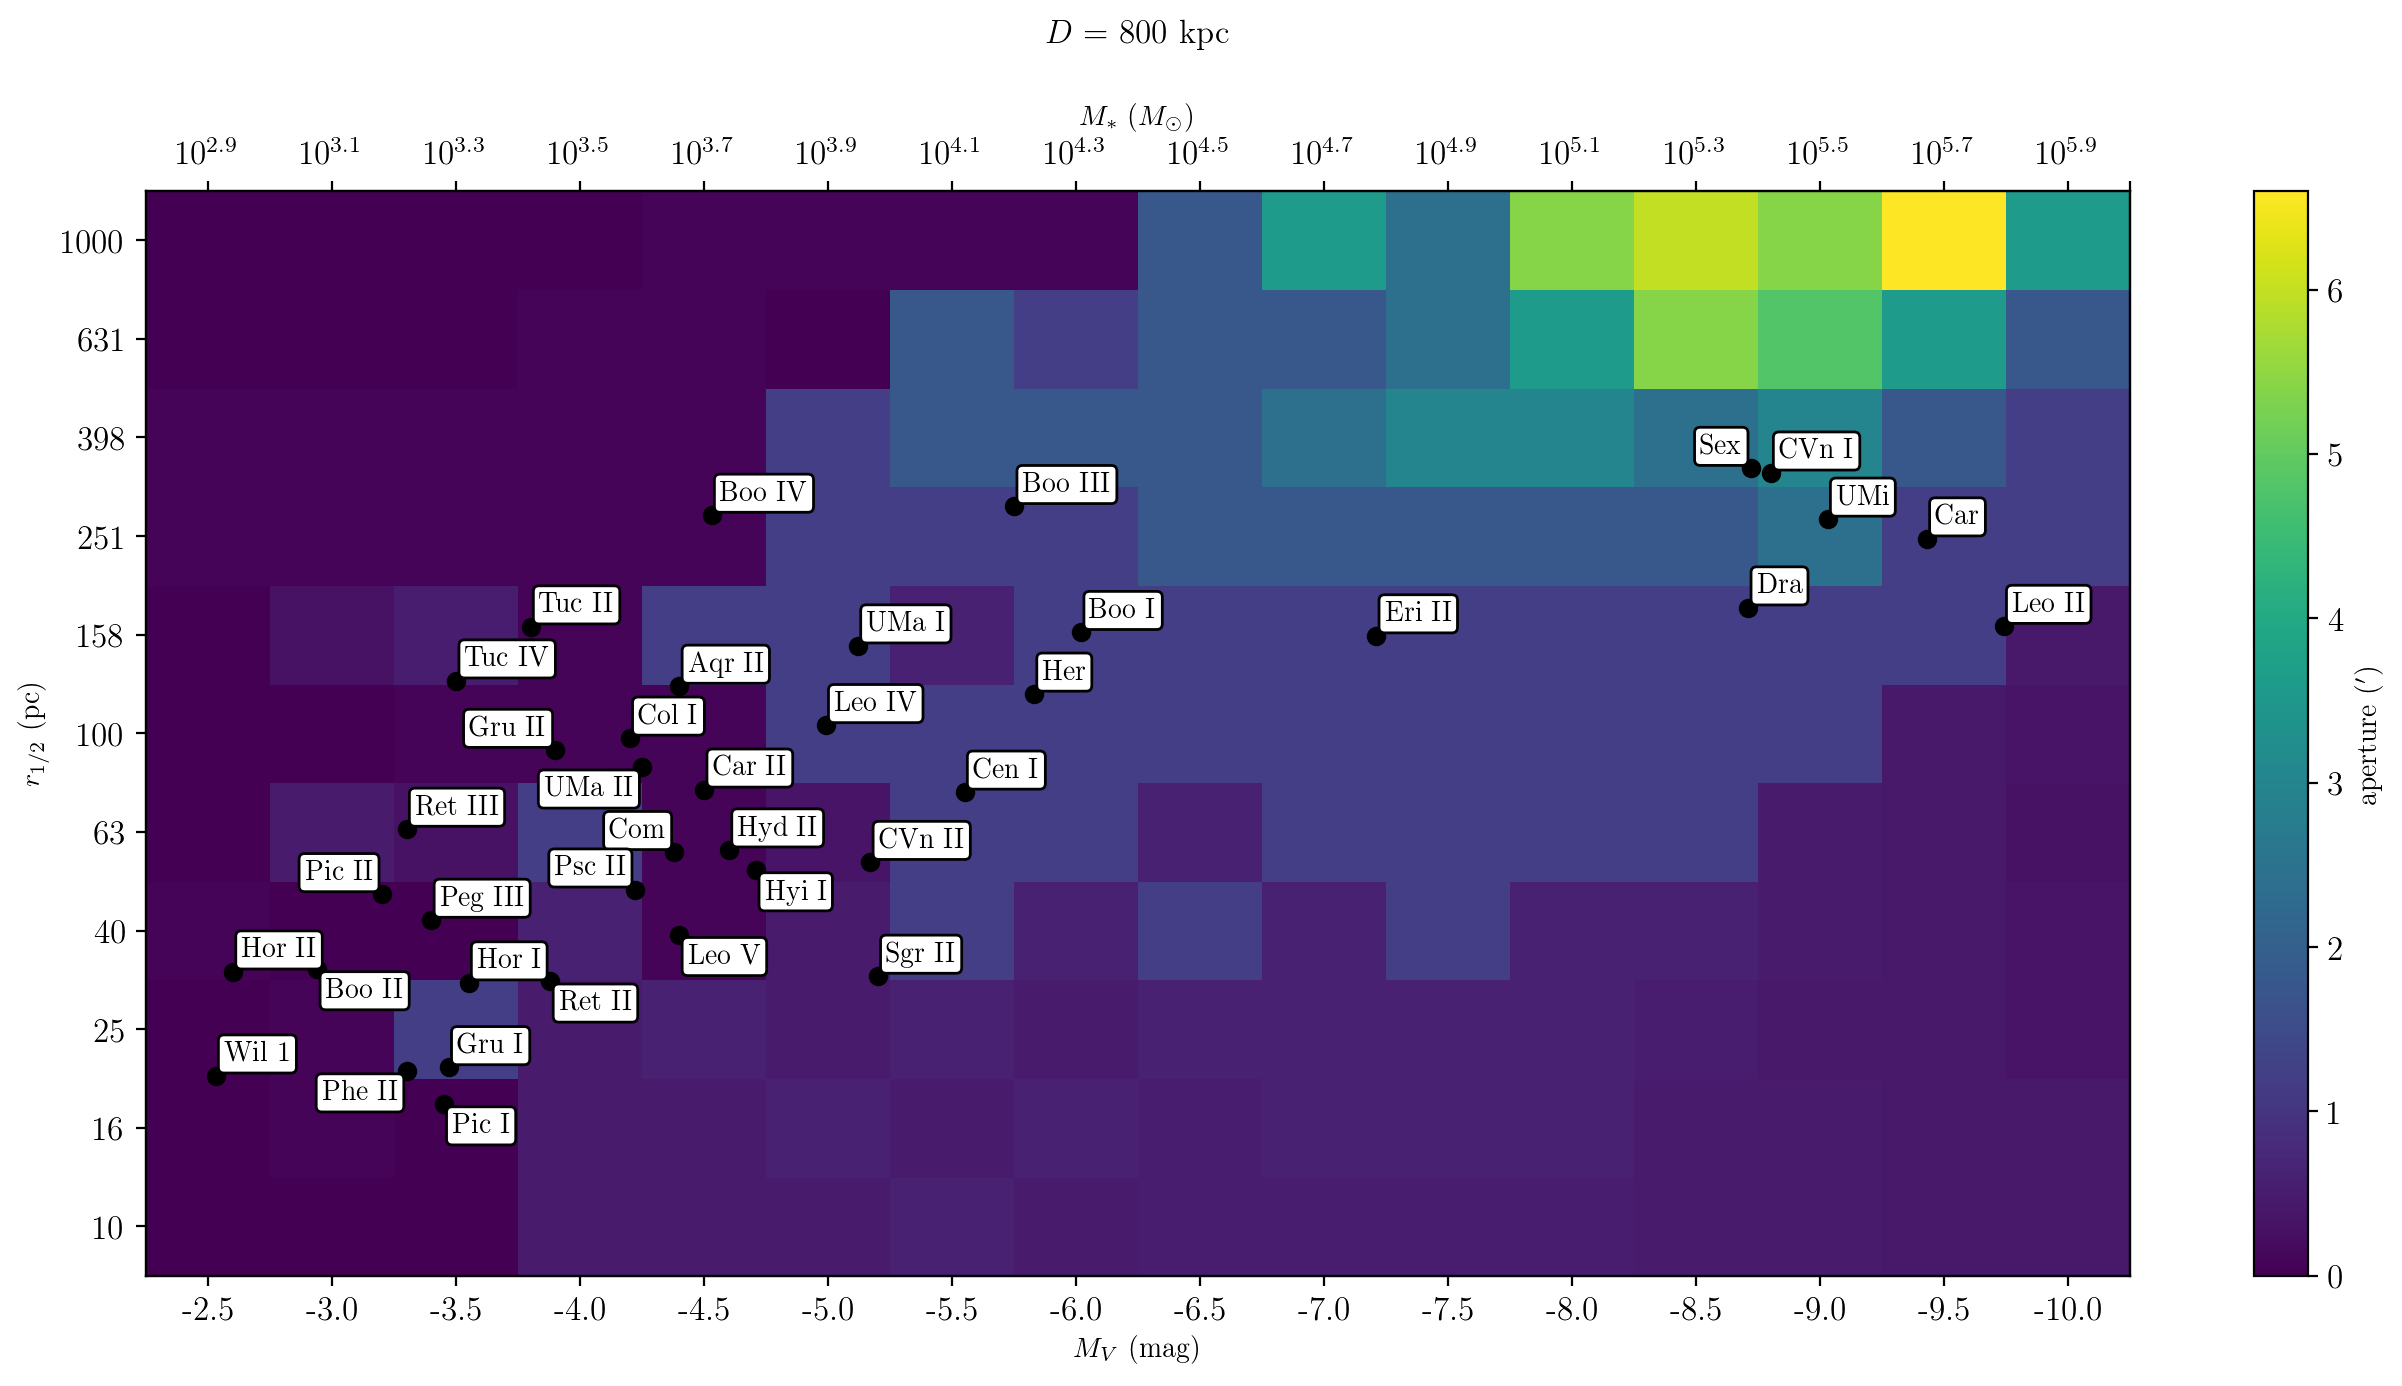 D = 800 kpc
M* (M⊙)
10^2.9 10^3.1 10^3.3 10^3.5 10^3.7 10^3.9 10^4.1 10^4.3 10^4.5 10^4.7 10^4.9 10^5.1 10^5.3 10^5.5 10^5.7 10^5.9
1000
631
398
251
158
100
63
40
25
16
10
r1/2 (pc)
Sex
CVn I
Boo IV
Boo III
UMi
Car
Tuc II
Dra
UMa I
Boo I
Eri II
Leo II
Tuc IV
Aqr II
Her
Gru II
Col I
Leo IV
UMa II
Car II
Cen I
Ret III
Com
Hyd II
CVn II
Pic II
Psc II
Peg III
Hyi I
Hor II
Hor I
Leo V
Sgr II
Boo II
Ret II
Wil 1
Gru I
Phe II
Pic I
-2.5 -3.0 -3.5 -4.0 -4.5 -5.0 -5.5 -6.0 -6.5 -7.0 -7.5 -8.0 -8.5 -9.0 -9.5 -10.0
MV (mag)
6
5
4
3
2
1
0
aperture (′)